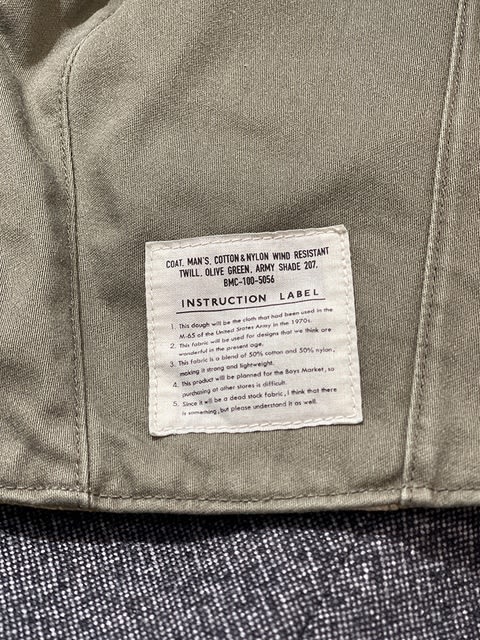 COAT, MAN'S, COTTON & NYLON WIND RESISTANT
TWILL, OLIVE GREEN, ARMY SHADE 207.
BMC-100-5056
INSTRUCTION LABEL
1. This dough will be the cloth that had been used in the
M-65 of the United States Army in the 1970s.
2. This fabric will be used for designs that we think are
wonderful in the present age.
3. This fabric is a blend of 50% cotton and 50% nylon,
making it strong and lightweight.
4. This product will be planned for the Boys Market, so
purchasing at other stores is difficult.
5. Since it will be a dead stock fabric, I think that there
is something, but please understand it as well.